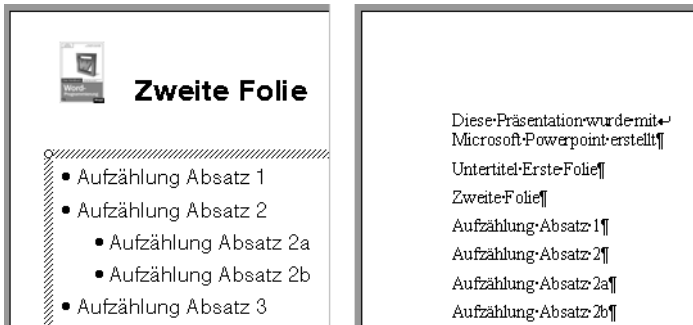 Word-
Zweite Folie
• Aufzählung Absatz 1
• Aufzählung Absatz 2
• Aufzählung Absatz 2a
• Aufzählung Absatz 2b
• Aufzählung Absatz 3
Diese·Präsentation·wurde·mit↵
Microsoft·Powerpoint·erstellt¶
Untertitel·Erste·Folie¶
Zweite·Folie¶
Aufzählung·Absatz·1¶
Aufzählung·Absatz·2¶
Aufzählung·Absatz·2a¶
Aufzählung·Absatz·2b¶